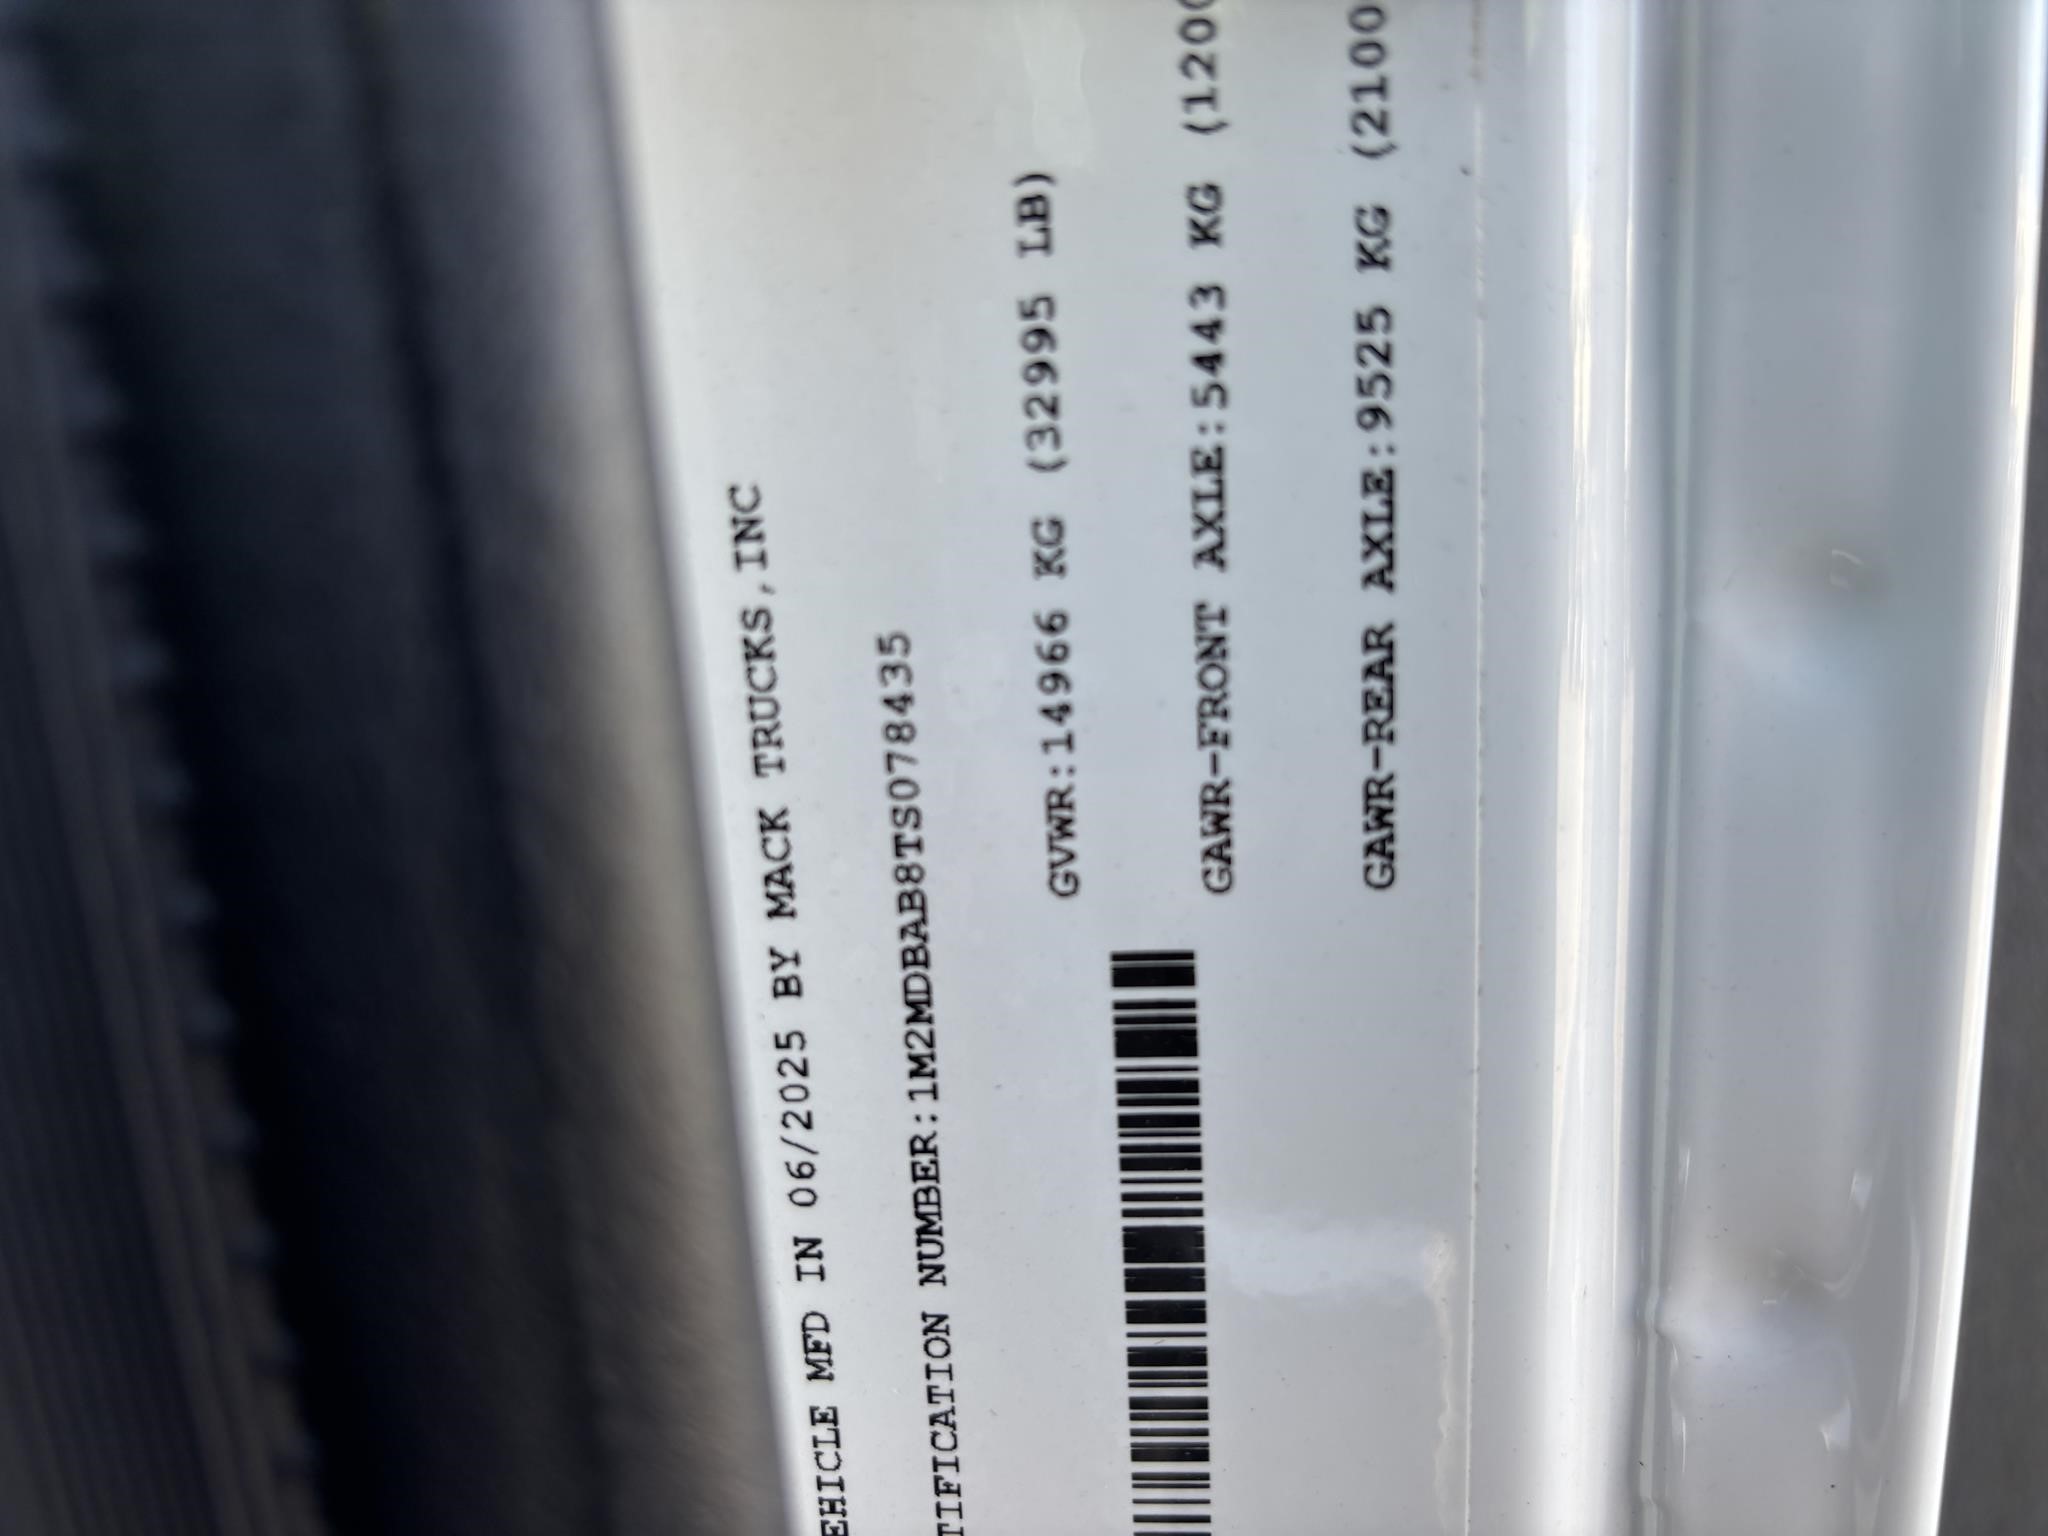 EHICLE MFD IN 06/2025 BY MACK TRUCKS,INC
TIFICATION NUMBER:1M2MDBAB8TS078435
GVWR:14966 KG (32995 LB)
GAWR-FRONT AXLE:5443 KG (1200
GAWR-REAR AXLE:9525 KG (2100